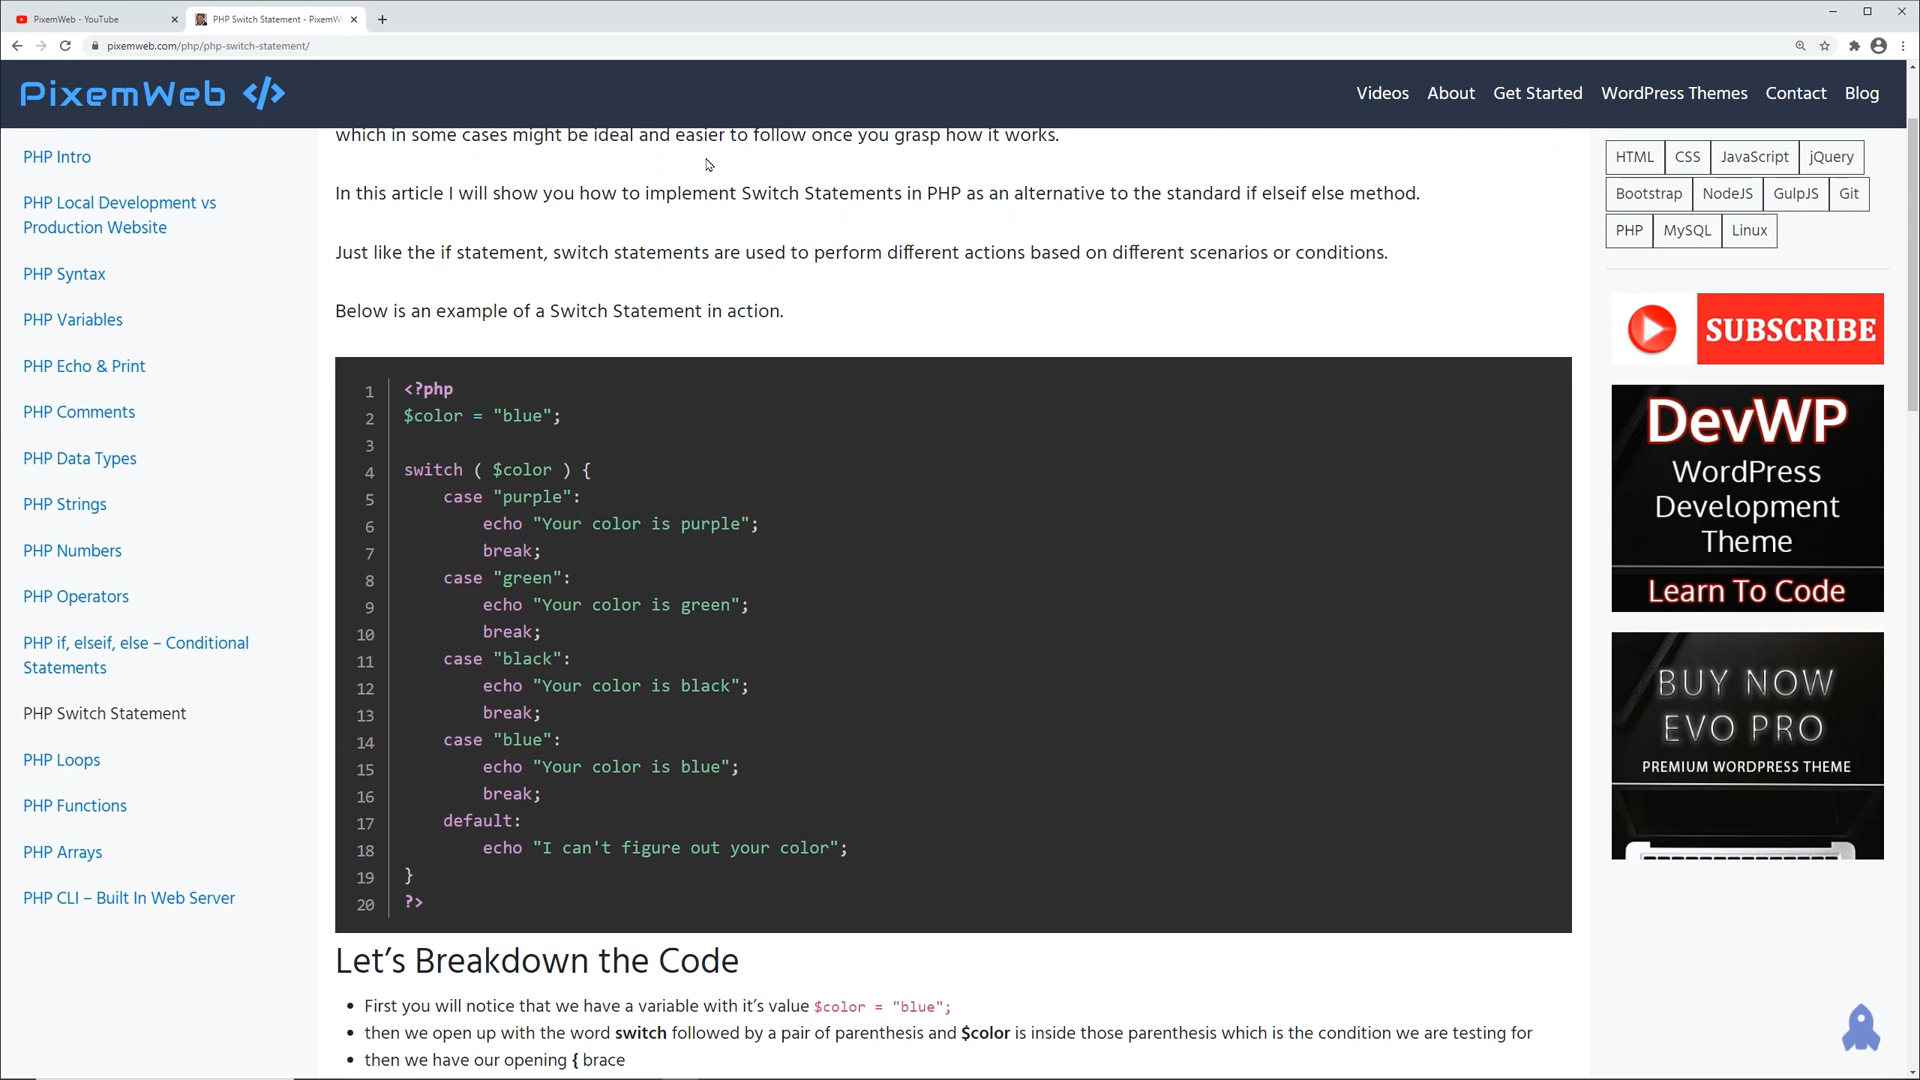 PixemWeb - YouTube
PHP Switch Statement - PixemWe
pixemweb.com/php/php-switch-statement/
PixemWeb </>
Videos About Get Started WordPress Themes Contact Blog
PHP Intro
PHP Local Development vs
Production Website
PHP Syntax
PHP Variables
PHP Echo & Print
PHP Comments
PHP Data Types
PHP Strings
PHP Numbers
PHP Operators
PHP if, elseif, else – Conditional
Statements
PHP Switch Statement
PHP Loops
PHP Functions
PHP Arrays
PHP CLI – Built In Web Server
which in some cases might be ideal and easier to follow once you grasp how it works.
In this article I will show you how to implement Switch Statements in PHP as an alternative to the standard if elseif else method.
Just like the if statement, switch statements are used to perform different actions based on different scenarios or conditions.
Below is an example of a Switch Statement in action.
1 <?php
2 $color = "blue";
3
4 switch ( $color ) {
5 case "purple":
6 echo "Your color is purple";
7 break;
8 case "green":
9 echo "Your color is green";
10 break;
11 case "black":
12 echo "Your color is black";
13 break;
14 case "blue":
15 echo "Your color is blue";
16 break;
17 default:
18 echo "I can't figure out your color";
19 }
20 ?>
Let’s Breakdown the Code
• First you will notice that we have a variable with it’s value $color = "blue";
• then we open up with the word switch followed by a pair of parenthesis and $color is inside those parenthesis which is the condition we are testing for
• then we have our opening { brace
HTML CSS JavaScript jQuery
Bootstrap NodeJS GulpJS Git
PHP MySQL Linux
SUBSCRIBE
DevWP
WordPress
Development
Theme
Learn To Code
BUY NOW
EVO PRO
PREMIUM WORDPRESS THEME